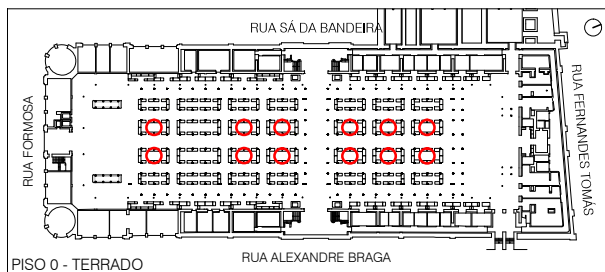 RUA SÁ DA BANDEIRA
RUA FORMOSA
RUA FERNANDES TOMÁS
RUA ALEXANDRE BRAGA
PISO 0 - TERRADO